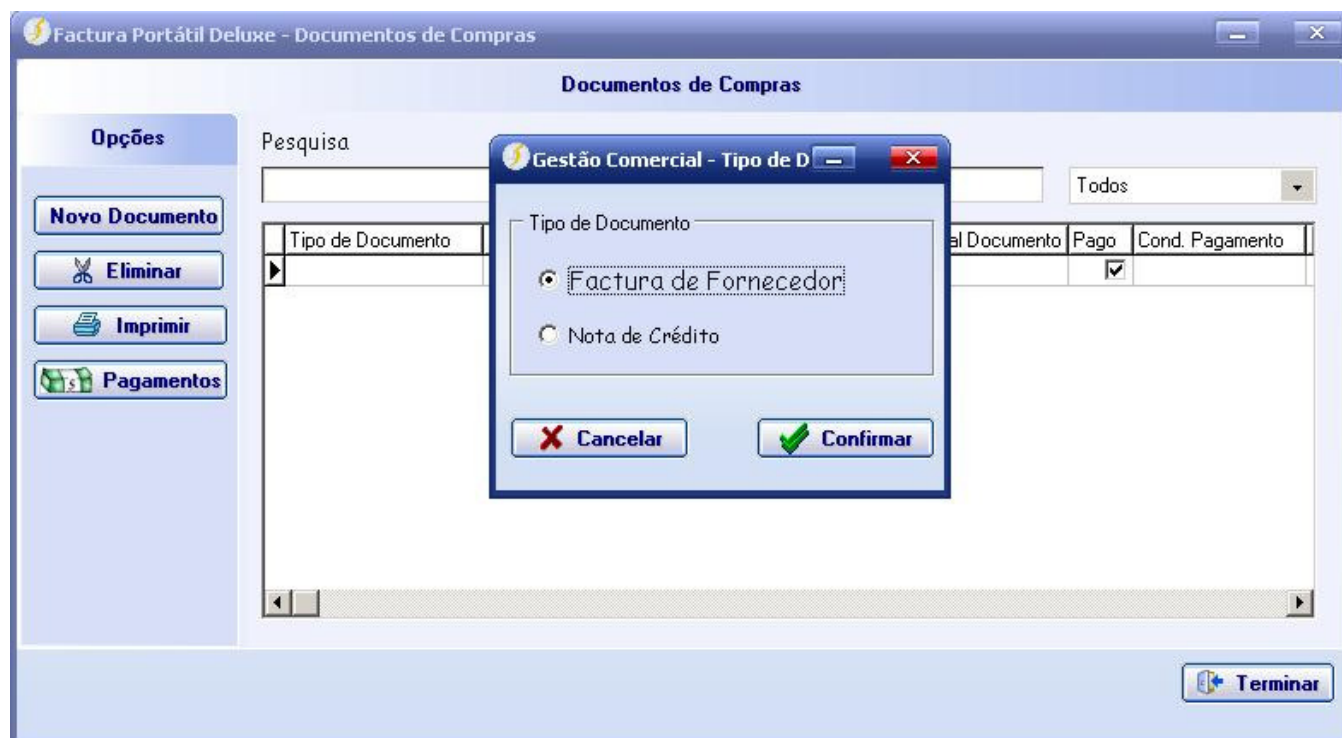 Factura Portátil Deluxe - Documentos de Compras
Documentos de Compras
Opções
Novo Documento
Eliminar
Imprimir
Pagamentos
Pesquisa
Todos
Tipo de Documento
al Documento Pago Cond. Pagamento
Gestão Comercial - Tipo de D
Tipo de Documento
Factura de Fornecedor
Nota de Crédito
Cancelar Confirmar
Terminar